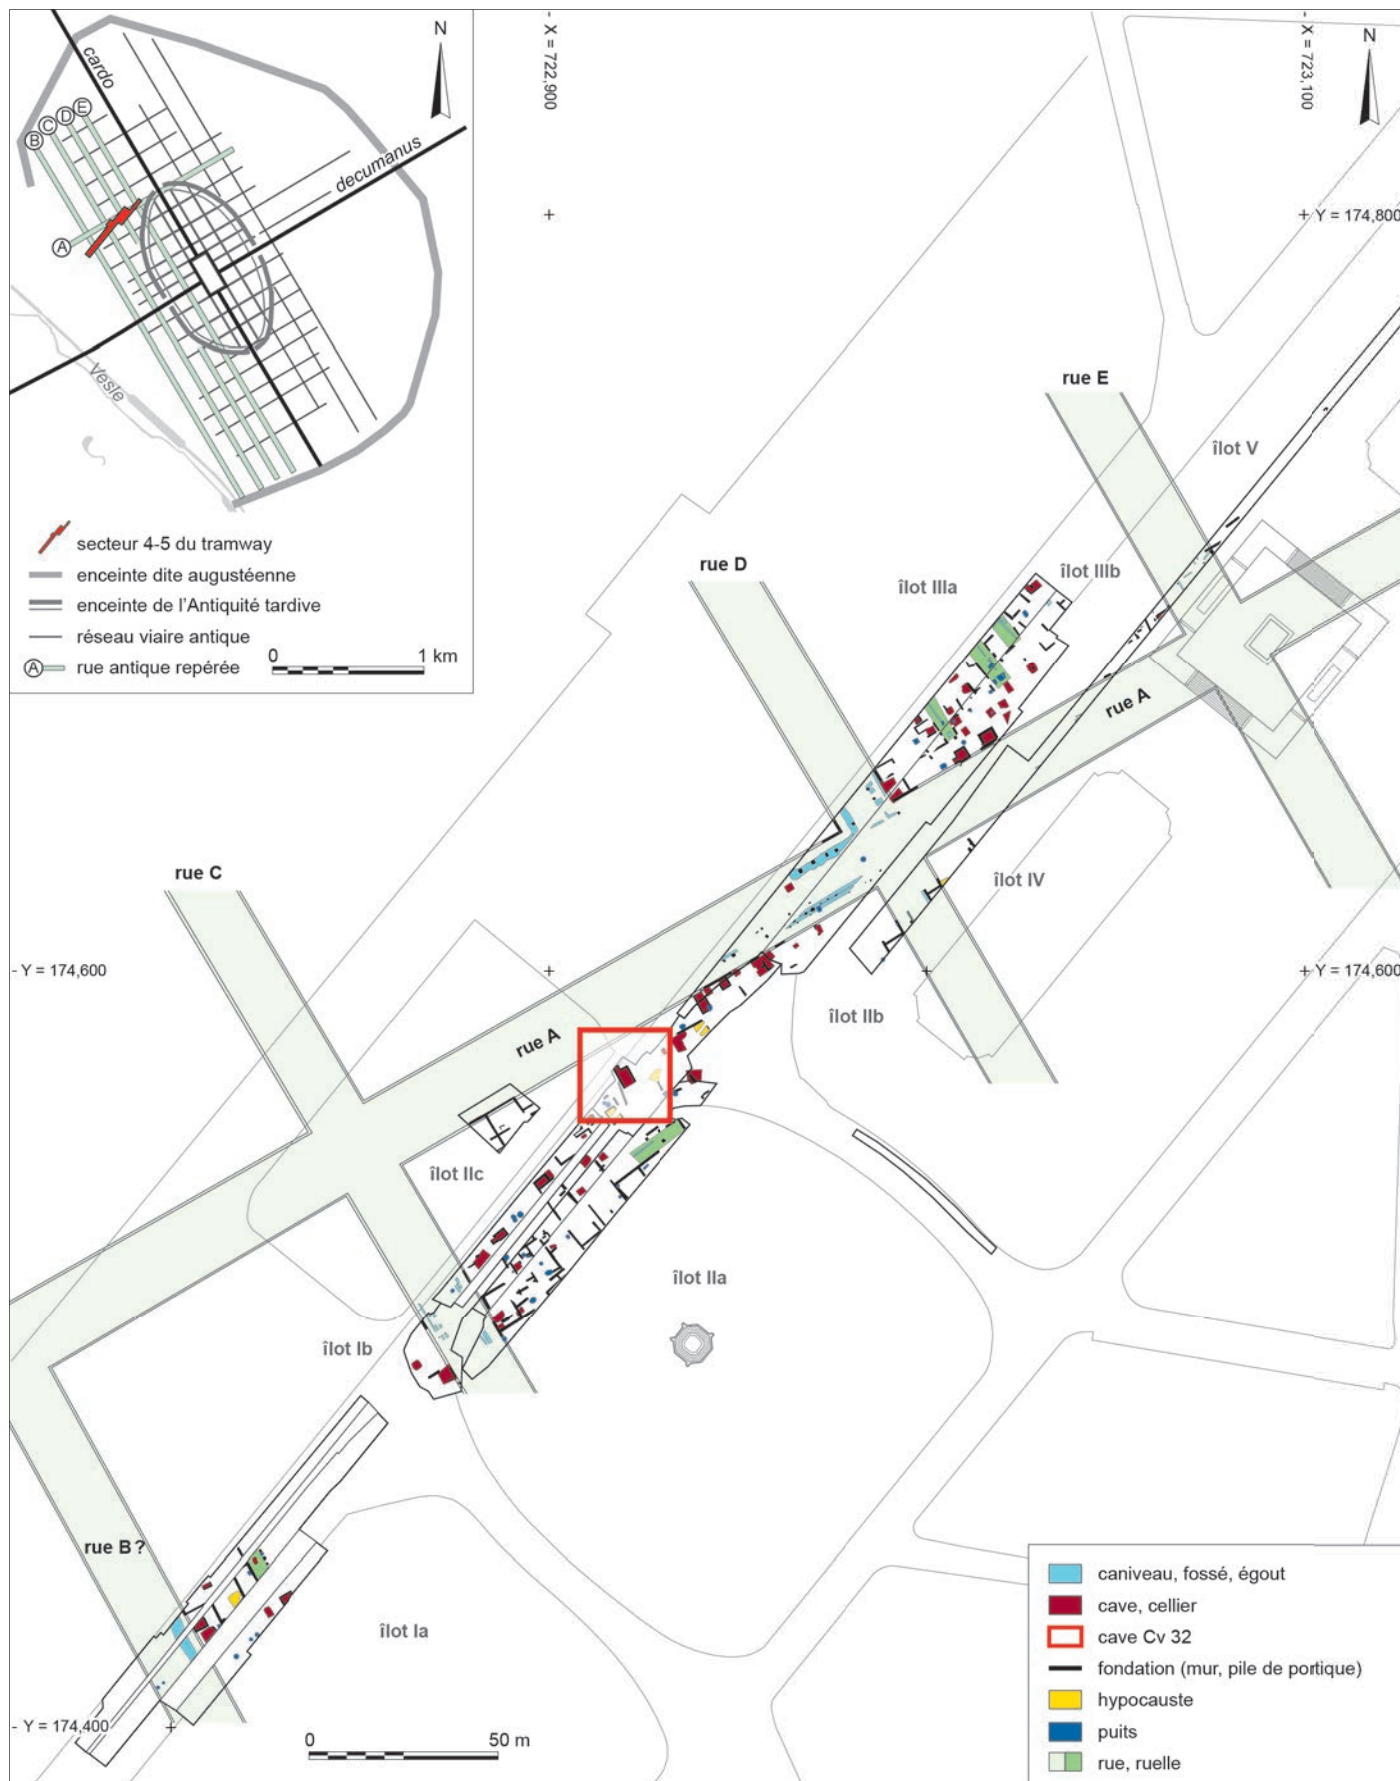 cardo
N
E
D
C
B
decumanus
A
Vesle
secteur 4-5 du tramway
enceinte dite augustéenne
enceinte de l'Antiquité tardive
réseau viaire antique
A rue antique repérée
0 1 km
- X = 722,900
- X = 723,100
N
Y = 174,800
rue E
îlot V
rue D
îlot IIIa
îlot IIIb
rue A
rue C
îlot IV
- Y = 174,600
Y = 174,600
îlot IIb
rue A
îlot IIc
îlot IIa
îlot Ib
rue B ?
îlot Ia
- Y = 174,400
0 50 m
caniveau, fossé, égout
cave, cellier
cave Cv 32
fondation (mur, pile de portique)
hypocauste
puits
rue, ruelle